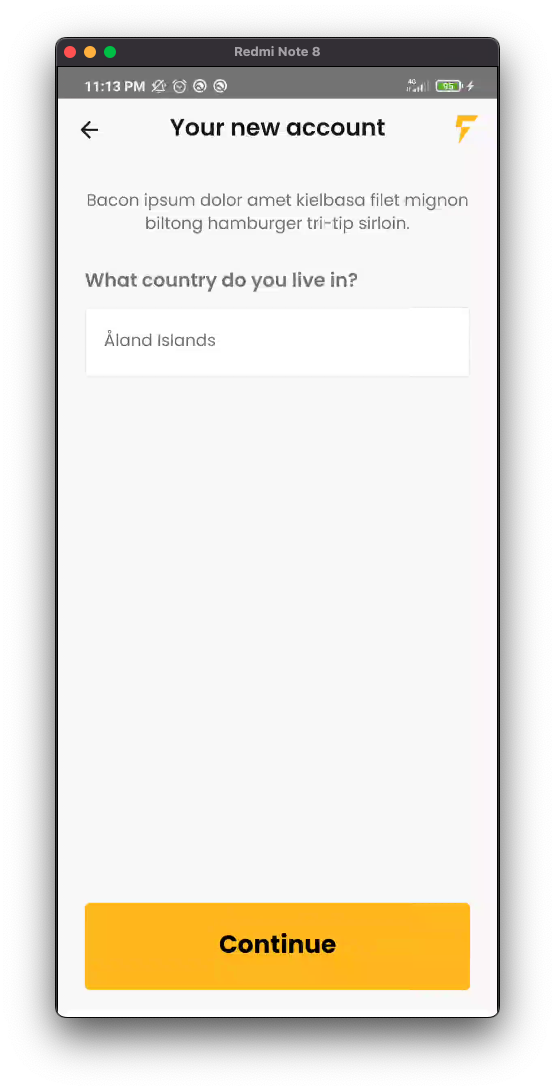 Redmi Note 8
11:13 PM 4G 95
Your new account
Bacon ipsum dolor amet kielbasa filet mignon
biltong hamburger tri-tip sirloin.
What country do you live in?
Åland Islands
Continue